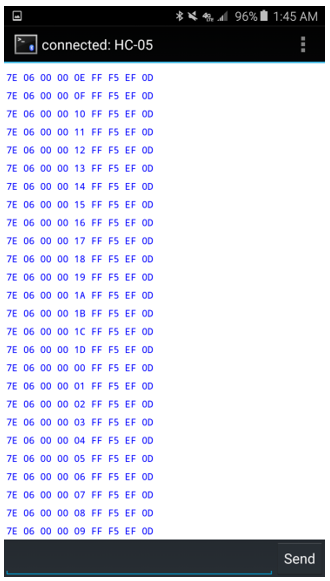 96% 1:45 AM
connected: HC-05
7E 06 00 00 0E FF F5 EF 0D
7E 06 00 00 0F FF F5 EF 0D
7E 06 00 00 10 FF F5 EF 0D
7E 06 00 00 11 FF F5 EF 0D
7E 06 00 00 12 FF F5 EF 0D
7E 06 00 00 13 FF F5 EF 0D
7E 06 00 00 14 FF F5 EF 0D
7E 06 00 00 15 FF F5 EF 0D
7E 06 00 00 16 FF F5 EF 0D
7E 06 00 00 17 FF F5 EF 0D
7E 06 00 00 18 FF F5 EF 0D
7E 06 00 00 19 FF F5 EF 0D
7E 06 00 00 1A FF F5 EF 0D
7E 06 00 00 1B FF F5 EF 0D
7E 06 00 00 1C FF F5 EF 0D
7E 06 00 00 1D FF F5 EF 0D
7E 06 00 00 00 FF F5 EF 0D
7E 06 00 00 01 FF F5 EF 0D
7E 06 00 00 02 FF F5 EF 0D
7E 06 00 00 03 FF F5 EF 0D
7E 06 00 00 04 FF F5 EF 0D
7E 06 00 00 05 FF F5 EF 0D
7E 06 00 00 06 FF F5 EF 0D
7E 06 00 00 07 FF F5 EF 0D
7E 06 00 00 08 FF F5 EF 0D
7E 06 00 00 09 FF F5 EF 0D
Send